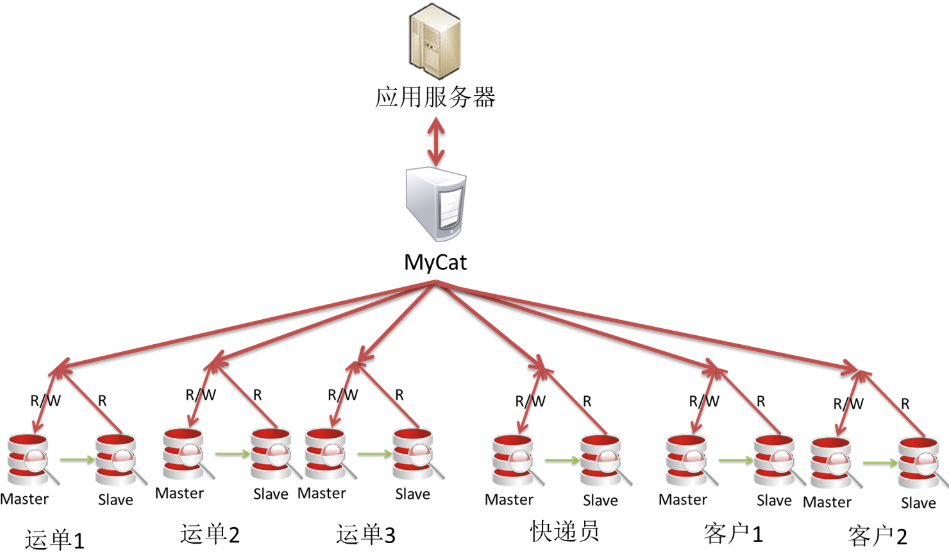 应用服务器
MyCat
R/W R R/W R R/W R R/W R R/W R R/W R
Master Slave Master Slave Master Slave Master Slave Master Slave Master Slave
运单1 运单2 运单3 快递员 客户1 客户2